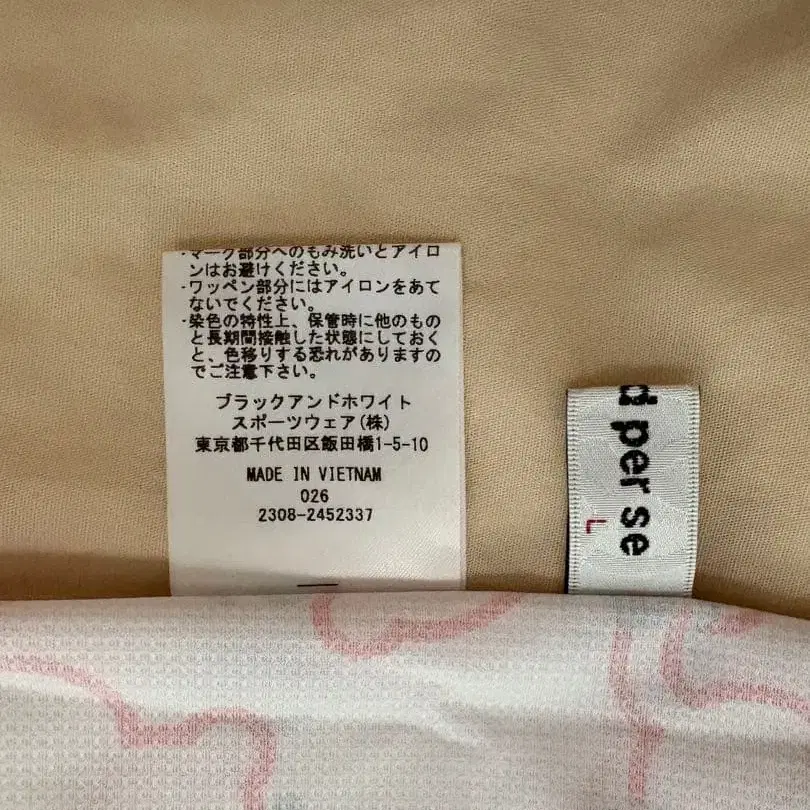 ・マーク部分へのもみ洗いとアイロ
ンはお避けください。
・ワッペン部分にはアイロンをあて
ないでください。
・染色の特性上、保管時に他のもの
と長期間接触した状態にしておく
と、色移りする恐れがありますの
でご注意下さい。
ブラックアンドホワイト
スポーツウェア(株)
東京都千代田区飯田橋1-5-10
MADE IN VIETNAM
026
2308-2452337
d per se
L